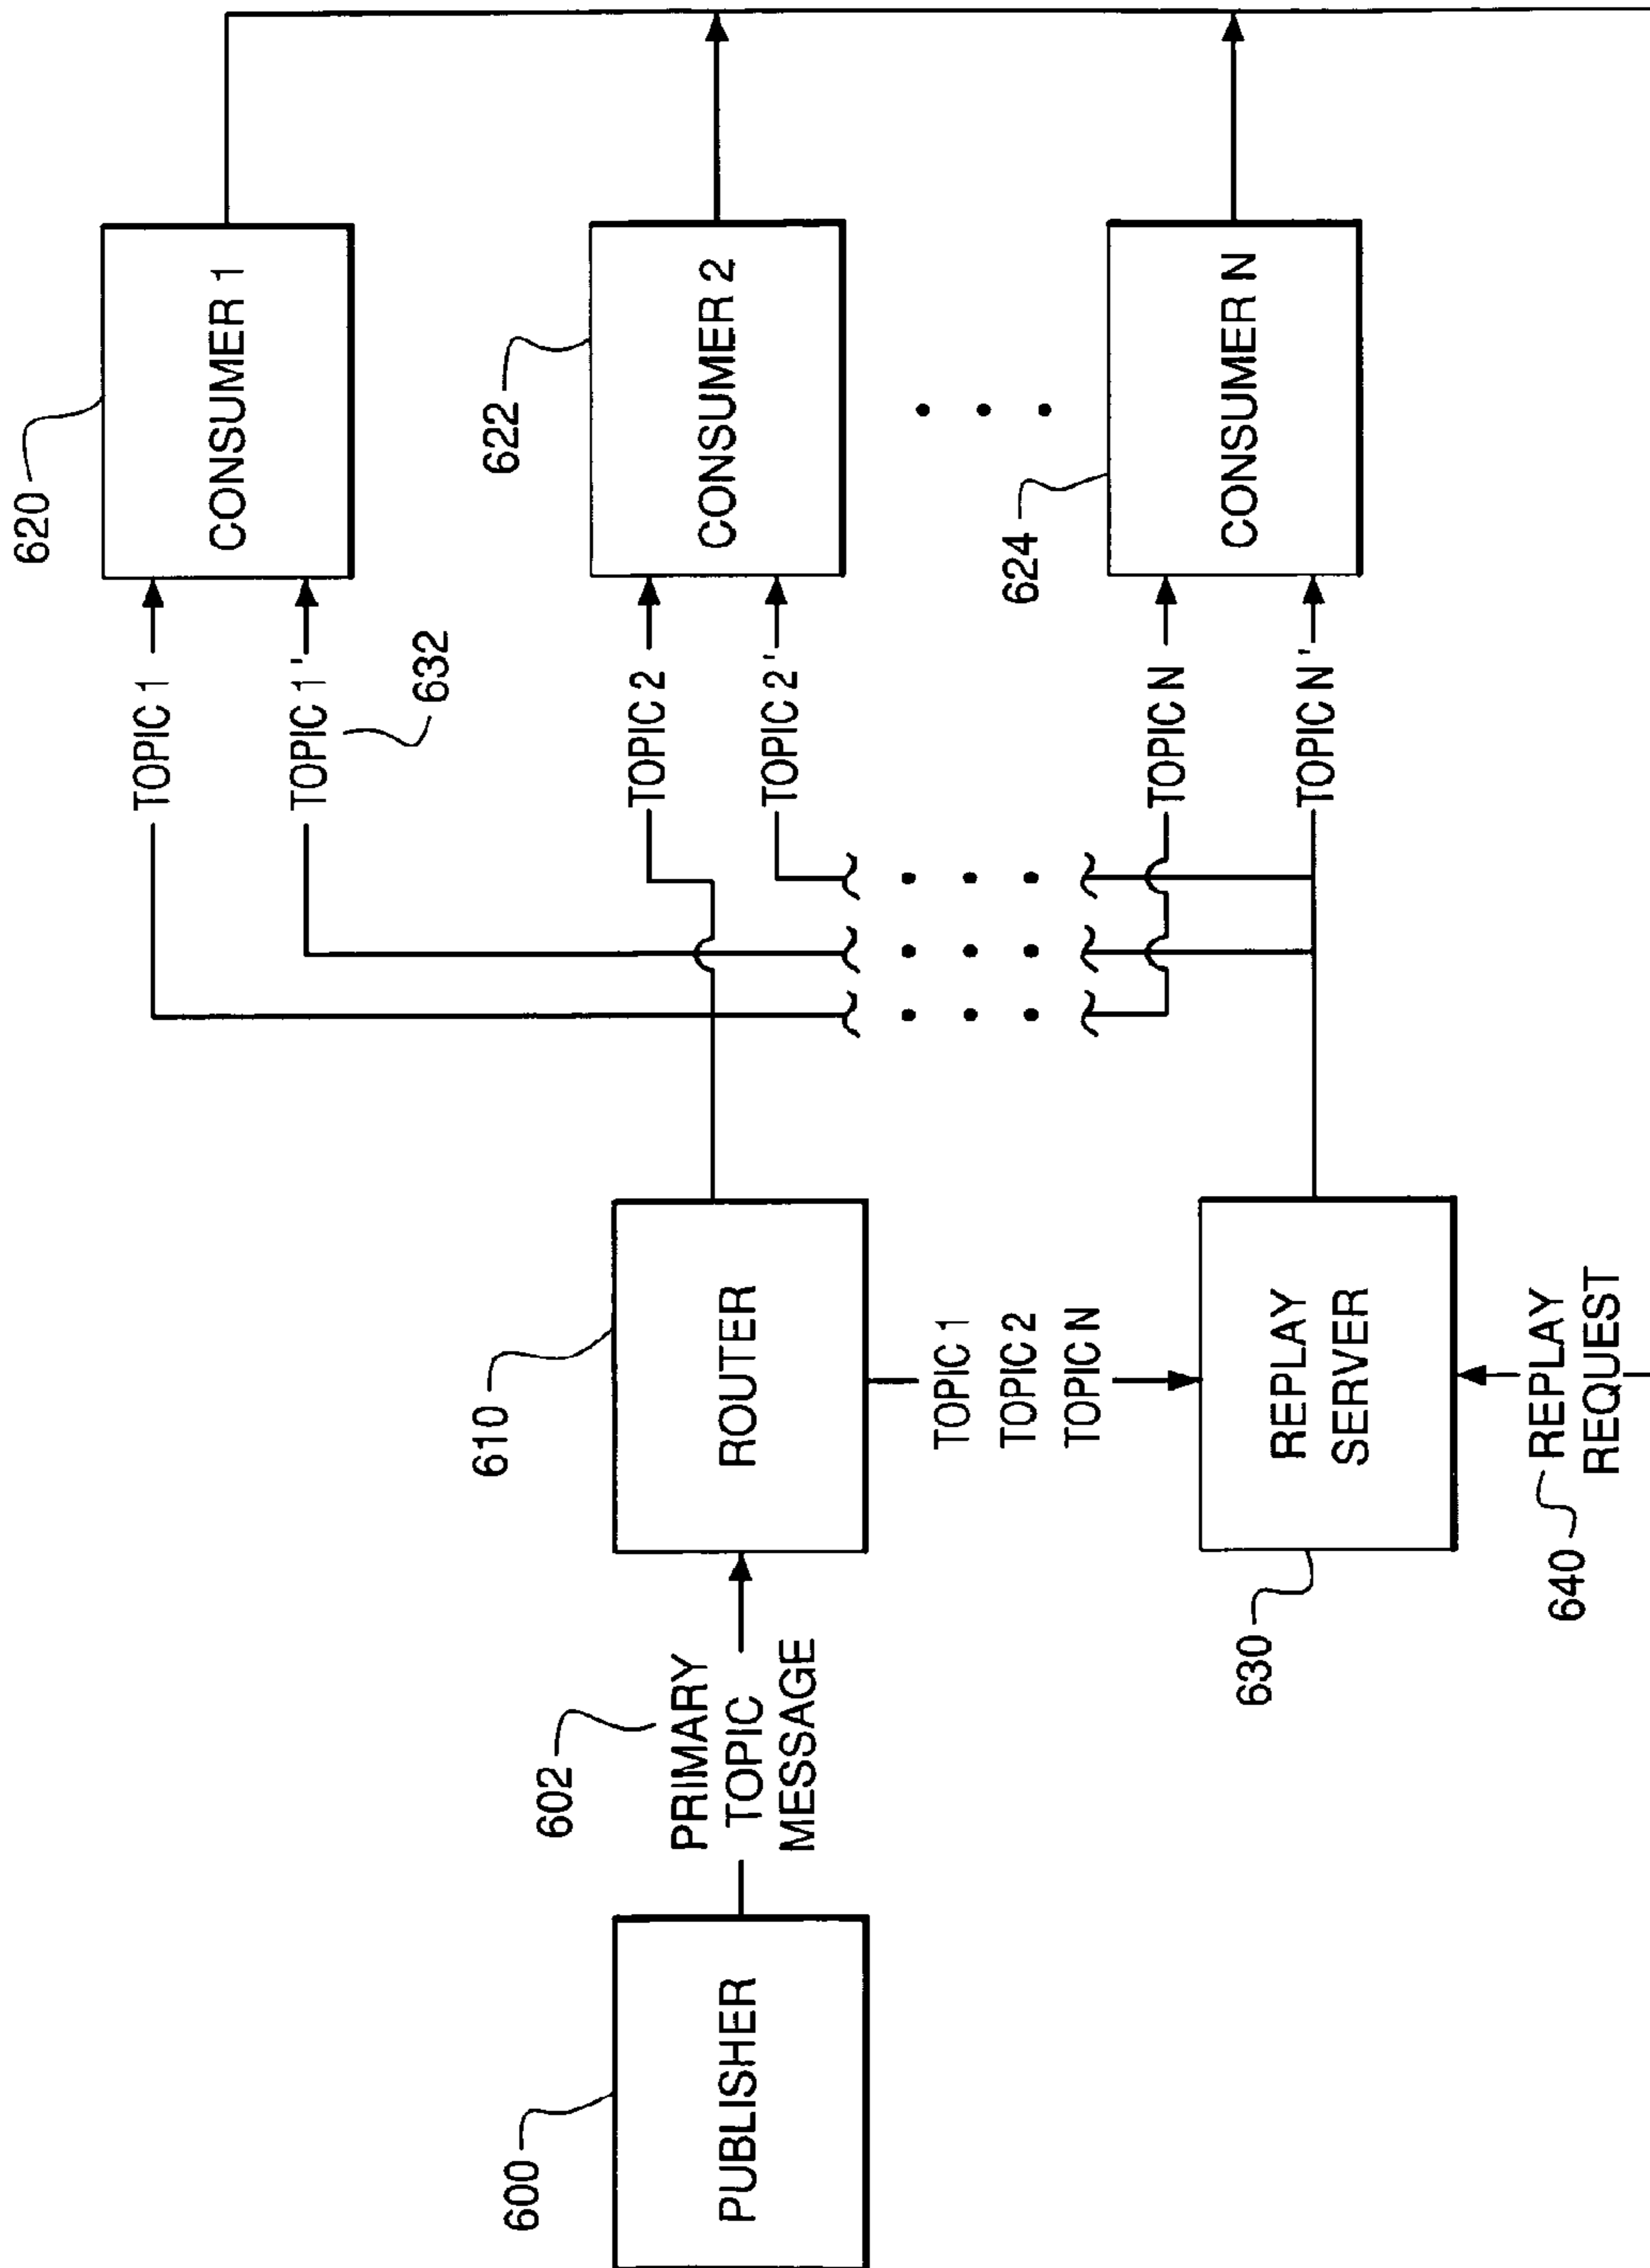 620
CONSUMER 1
TOPIC 1
TOPIC 1'
632
622
CONSUMER 2
TOPIC 2
TOPIC 2'
624
CONSUMER N
TOPIC N
TOPIC N'
610
ROUTER
TOPIC 1
TOPIC 2
TOPIC N
REPLAY
SERVER
630
REPLAY
REQUEST
640
602
PRIMARY
TOPIC
MESSAGE
600
PUBLISHER